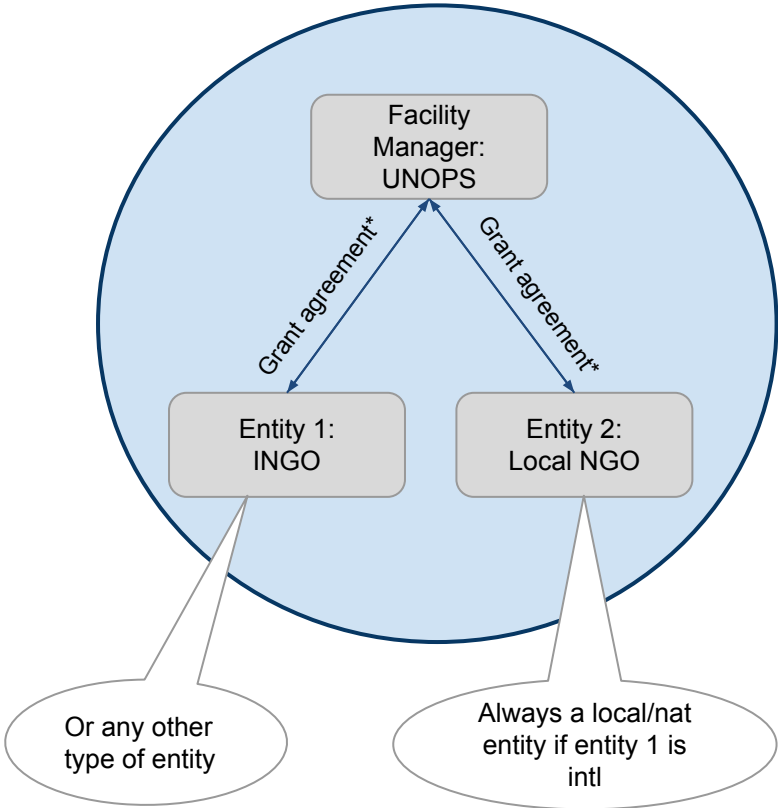 Facility
Manager:
UNOPS
Grant agreement*
Grant agreement*
Entity 1:
INGO
Entity 2:
Local NGO
Or any other
type of entity
Always a local/nat
entity if entity 1 is
intl